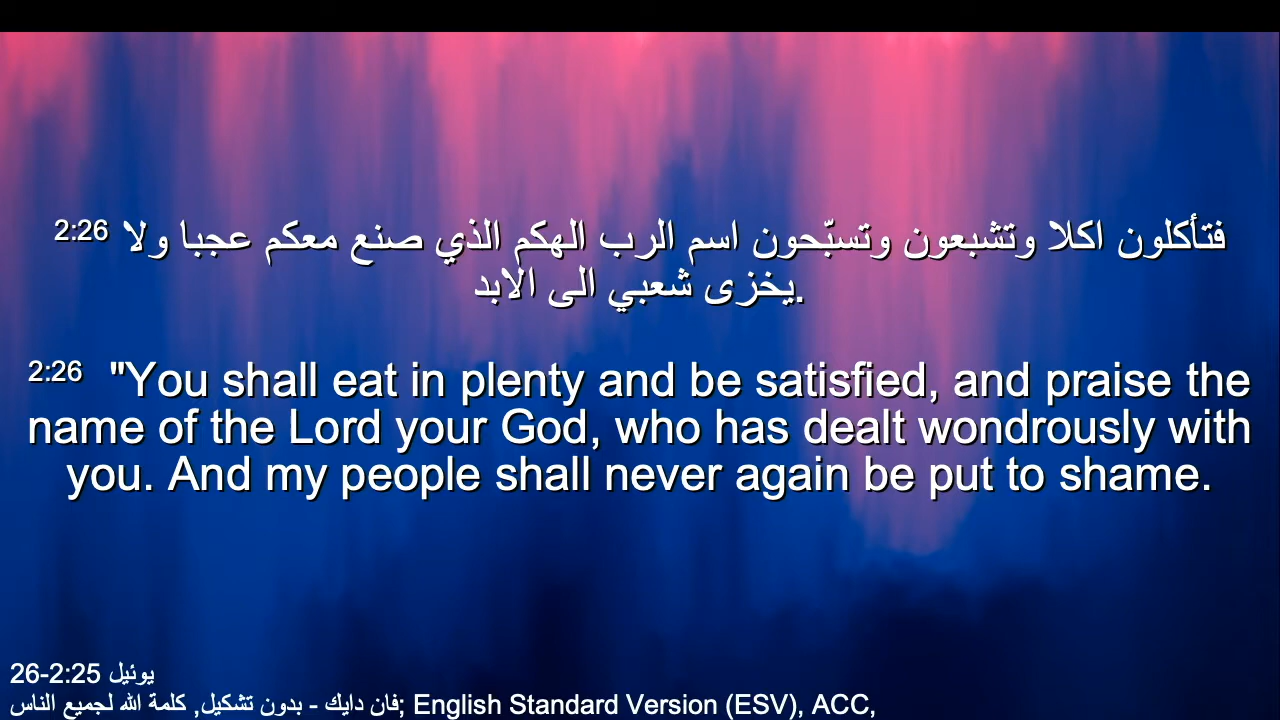 2:26 فتأكلون اكلا وتشبعون وتسبّحون اسم الرب الهكم الذي صنع معكم عجبا ولا
يخزى شعبي الى الابد.
2:26 "You shall eat in plenty and be satisfied, and praise the
name of the Lord your God, who has dealt wondrously with
you. And my people shall never again be put to shame.
يوئيل 2:25-26
فان دايك - بدون تشكيل, كلمة الله لجميع الناس; English Standard Version (ESV), ACC,